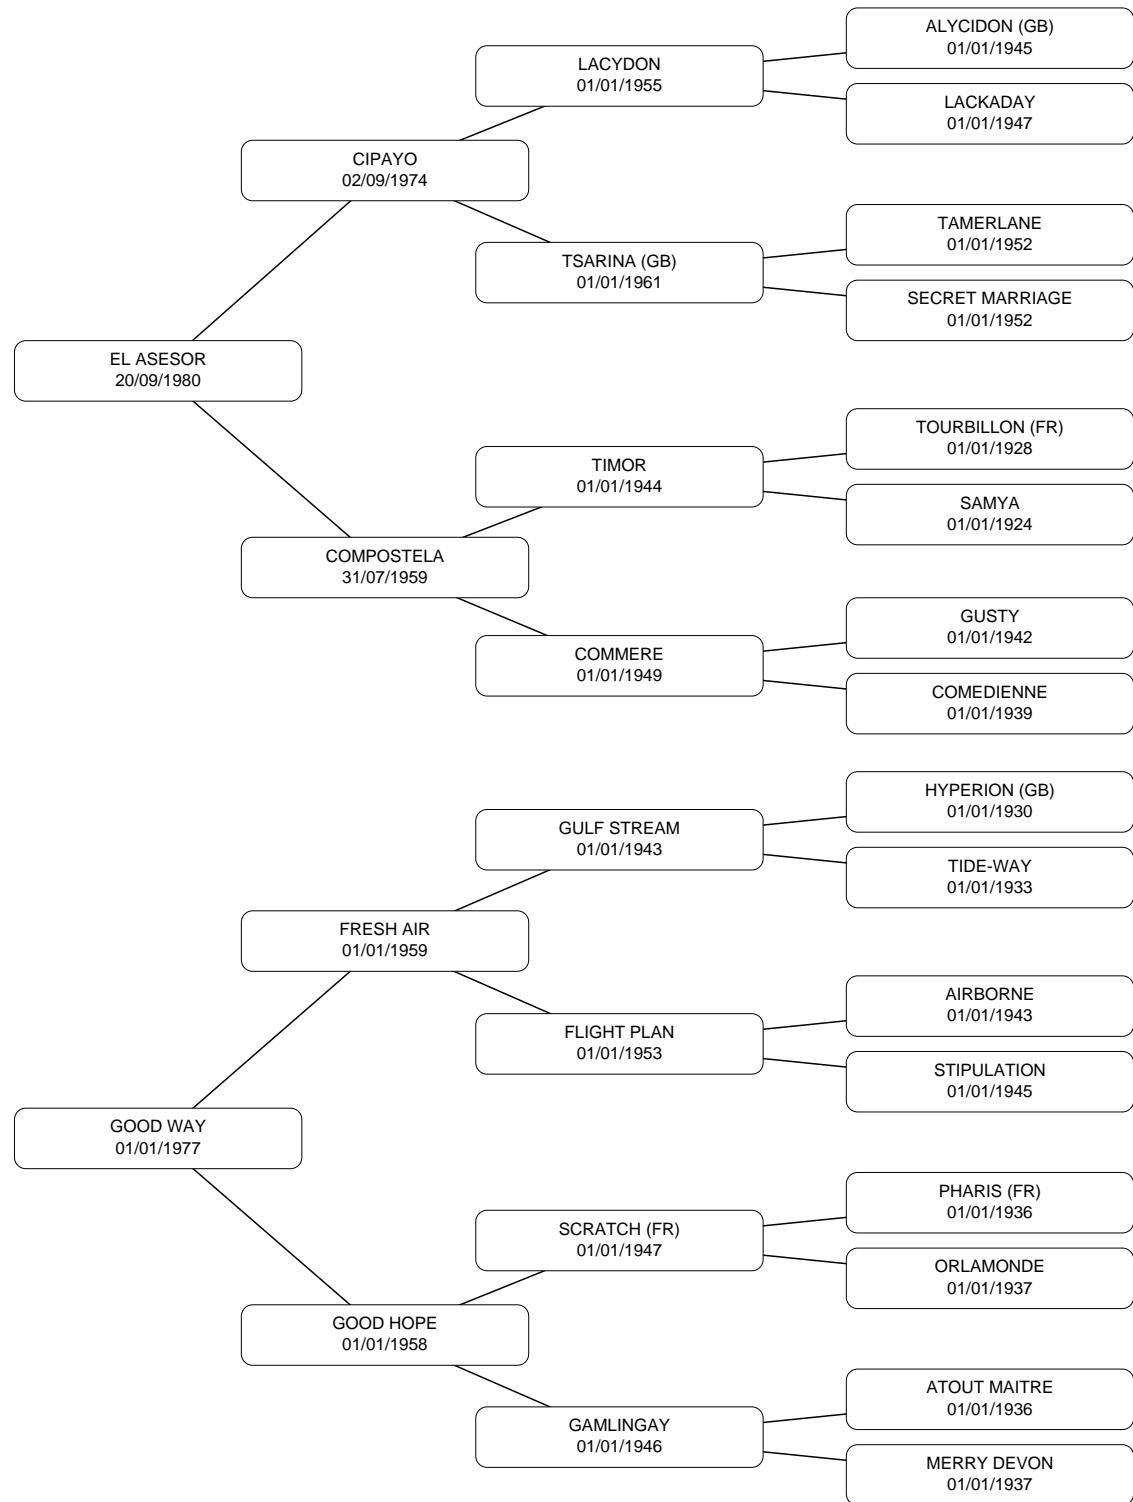 ALYCIDON (GB)
01/01/1945
LACYDON
01/01/1955
LACKADAY
01/01/1947
CIPAYO
02/09/1974
TAMERLANE
01/01/1952
TSARINA (GB)
01/01/1961
SECRET MARRIAGE
01/01/1952
EL ASESOR
20/09/1980
TOURBILLON (FR)
01/01/1928
TIMOR
01/01/1944
SAMYA
01/01/1924
COMPOSTELA
31/07/1959
GUSTY
01/01/1942
COMMERE
01/01/1949
COMEDIENNE
01/01/1939
HYPERION (GB)
01/01/1930
GULF STREAM
01/01/1943
TIDE-WAY
01/01/1933
FRESH AIR
01/01/1959
AIRBORNE
01/01/1943
FLIGHT PLAN
01/01/1953
STIPULATION
01/01/1945
GOOD WAY
01/01/1977
PHARIS (FR)
01/01/1936
SCRATCH (FR)
01/01/1947
ORLAMONDE
01/01/1937
GOOD HOPE
01/01/1958
ATOUT MAITRE
01/01/1936
GAMLINGAY
01/01/1946
MERRY DEVON
01/01/1937